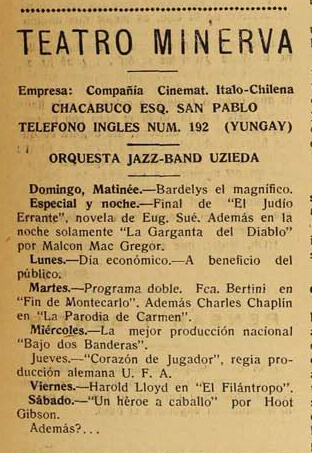 TEATRO MINERVA
Empresa: Compañía Cinemat. Italo-Chilena
CHACABUCO ESQ. SAN PABLO
TELEFONO INGLES NUM. 192 (YUNGAY)
ORQUESTA JAZZ-BAND UZIEDA
Domingo, Matinée.—Bardelys el magnífico.
Especial y noche.—Final de "El Judío
Errante", novela de Eug. Sué. Además en la
noche solamente "La Garganta del Diablo"
por Malcon Mac Gregor.
Lunes.—Día económico.—A beneficio del
público.
Martes.—Programa doble. Fca. Bertini en
"Fin de Montecarlo". Además Charles Chaplín
en "La Parodia de Carmen".
Miércoles.—La mejor producción nacional
"Bajo dos Banderas".
Jueves.—"Corazón de Jugador", regia pro-
ducción alemana U. F. A.
Viernes.—Harold Lloyd en "El Filántropo".
Sábado.—"Un hèroe a caballo" por Hoot
Gibson.
Además?...